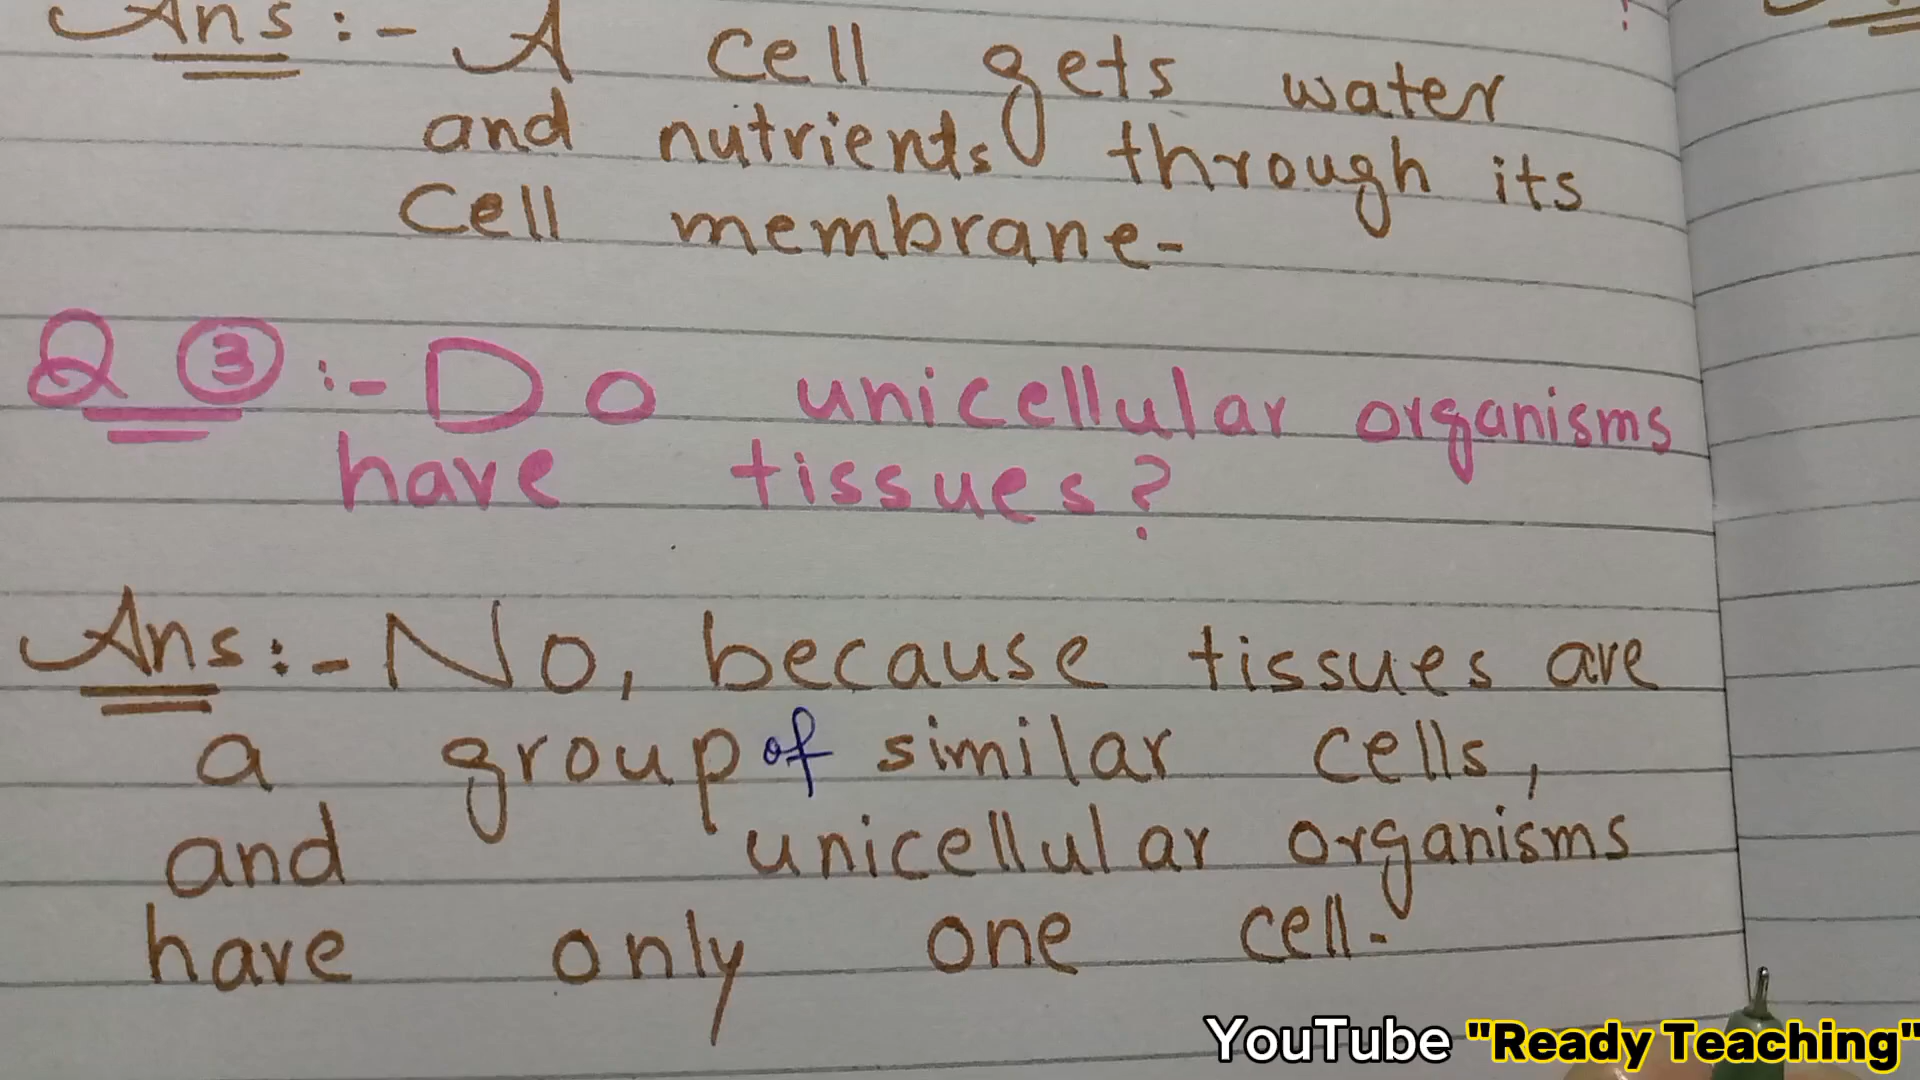 Ans :- A cell gets water
and nutrients through its
Cell membrane-
Q 3 :- Do unicellular organisms
have tissues?
Ans :- No, because tissues are
a group of similar cells,
and unicellular organisms
have only one cell.
YouTube "Ready Teaching"